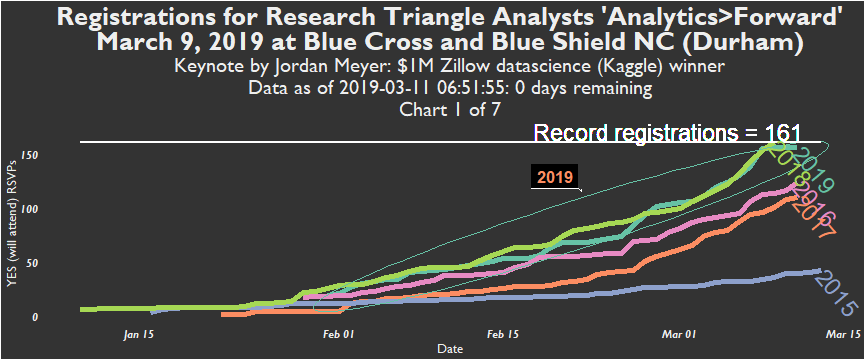 Registrations for Research Triangle Analysts 'Analytics>Forward'
March 9, 2019 at Blue Cross and Blue Shield NC (Durham)
Keynote by Jordan Meyer: $1M Zillow datascience (Kaggle) winner
Data as of 2019-03-11 06:51:55: 0 days remaining
Chart 1 of 7
Record registrations = 161
150
100
50
0
YES (will attend) RSVPs
2019
2018
2019
2016
2017
2015
Jan 15
Feb 01
Feb 15
Mar 01
Mar 15
Date